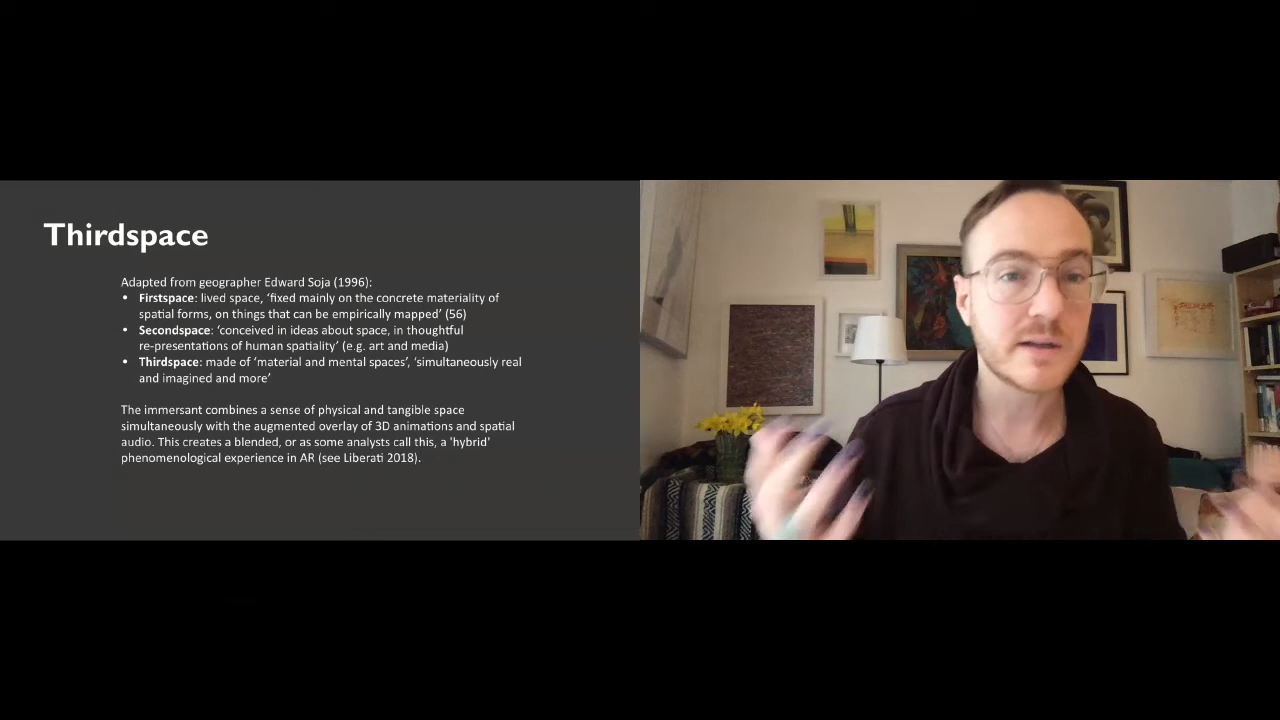 Thirdspace
Adapted from geographer Edward Soja (1996):
• Firstspace: lived space, ‘fixed mainly on the concrete materiality of
spatial forms, on things that can be empirically mapped’ (56)
• Secondspace: ‘conceived in ideas about space, in thoughtful
re-presentations of human spatiality’ (e.g. art and media)
• Thirdspace: made of ‘material and mental spaces’, ‘simultaneously real
and imagined and more’
The immersant combines a sense of physical and tangible space
simultaneously with the augmented overlay of 3D animations and spatial
audio. This creates a blended, or as some analysts call this, a 'hybrid'
phenomenological experience in AR (see Liberati 2018).